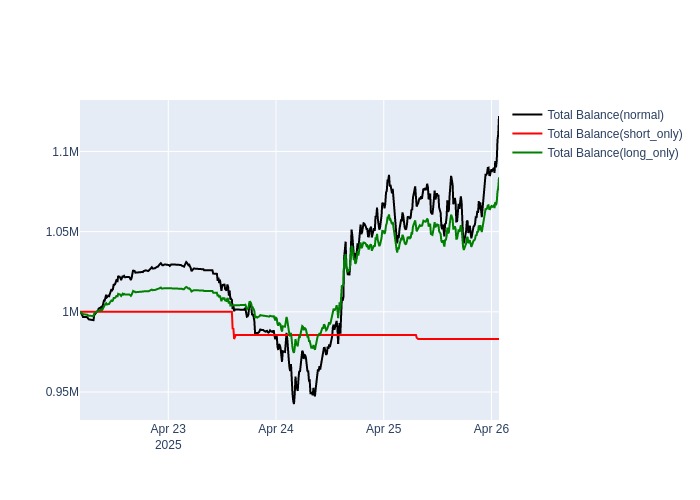 Total Balance(normal)
Total Balance(short_only)
Total Balance(long_only)
1.1M
1.05M
1M
0.95M
Apr 23
2025
Apr 24
Apr 25
Apr 26